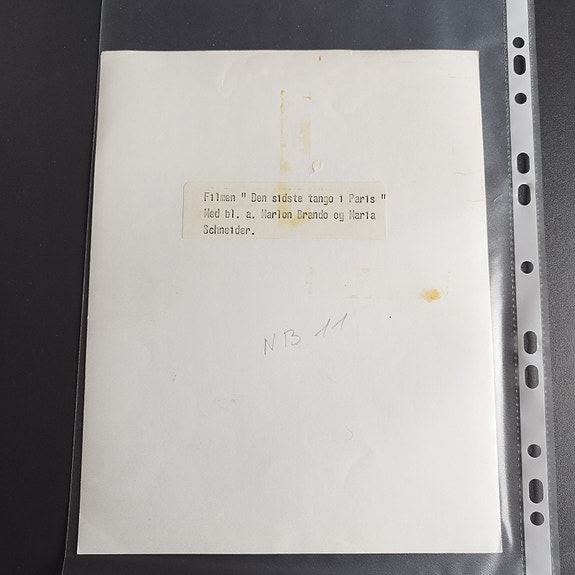 Filmen " Den sidste tango i Paris "
Med bl. a. Marlon Brando og Maria
Schneider.
NB 11